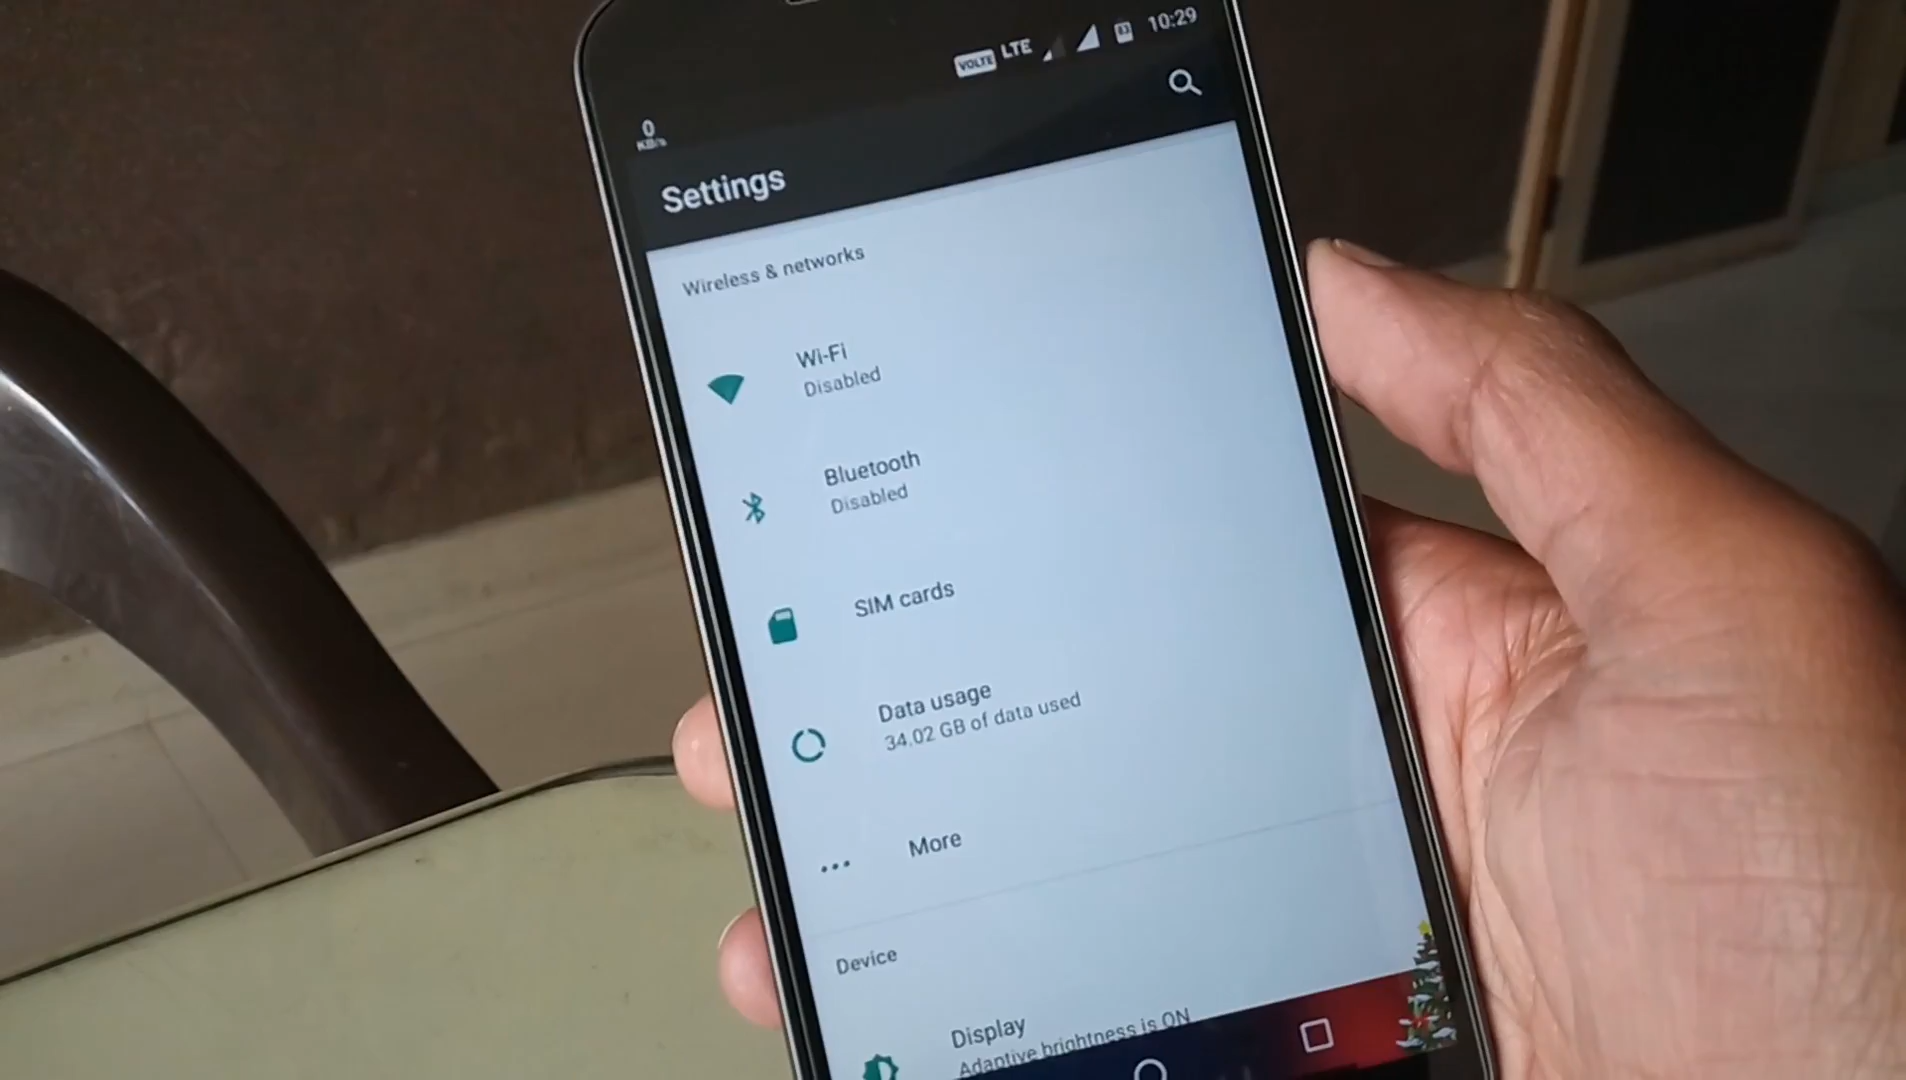 VOLTE LTE 83 10:29
0
KB/s
Settings
Wireless & networks
Wi-Fi
Disabled
Bluetooth
Disabled
SIM cards
Data usage
34.02 GB of data used
More
Device
Display
Adaptive brightness is ON